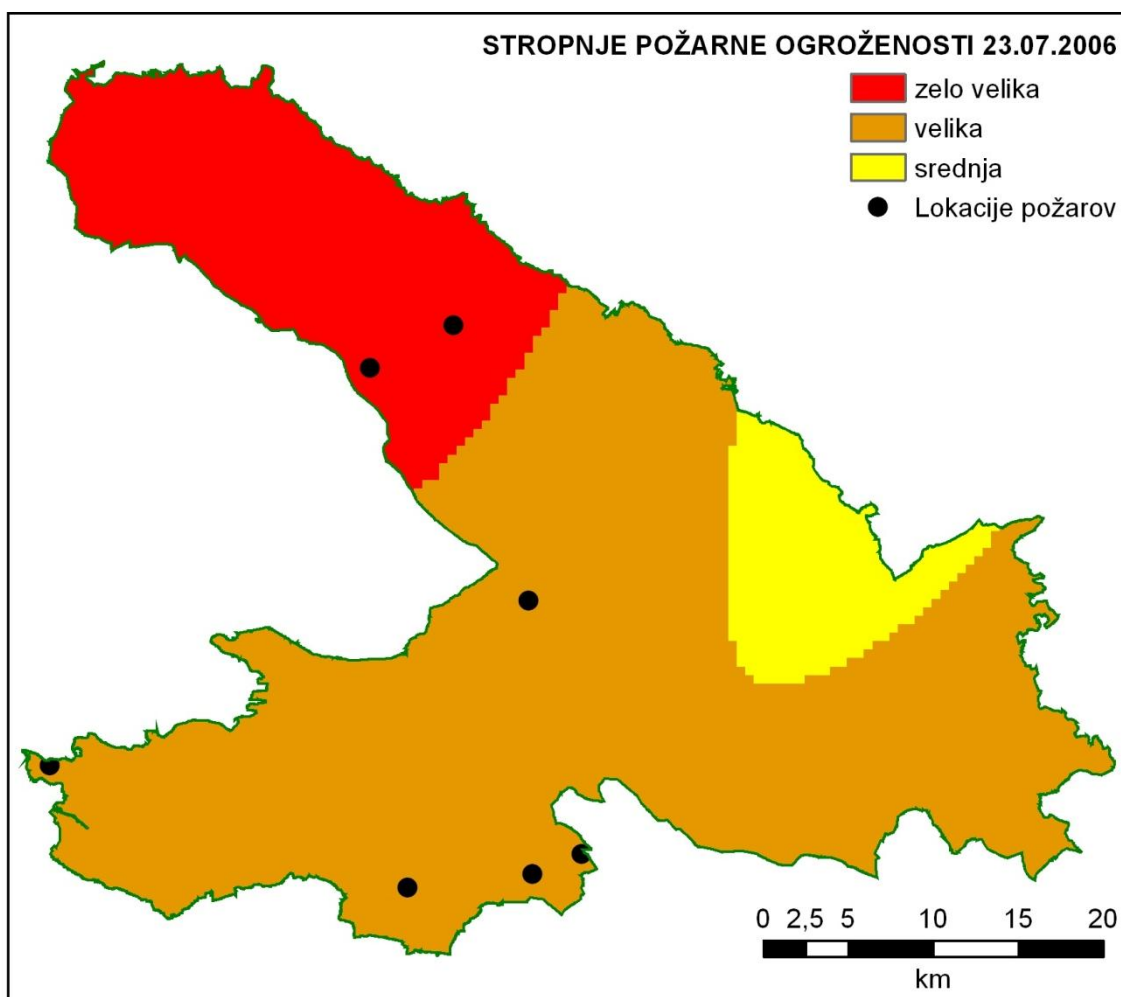 STROPNJE POŽARNE OGROŽENOSTI 23.07.2006
zelo velika
velika
srednja
Lokacije požarov
0 2,5 5 10 15 20
km